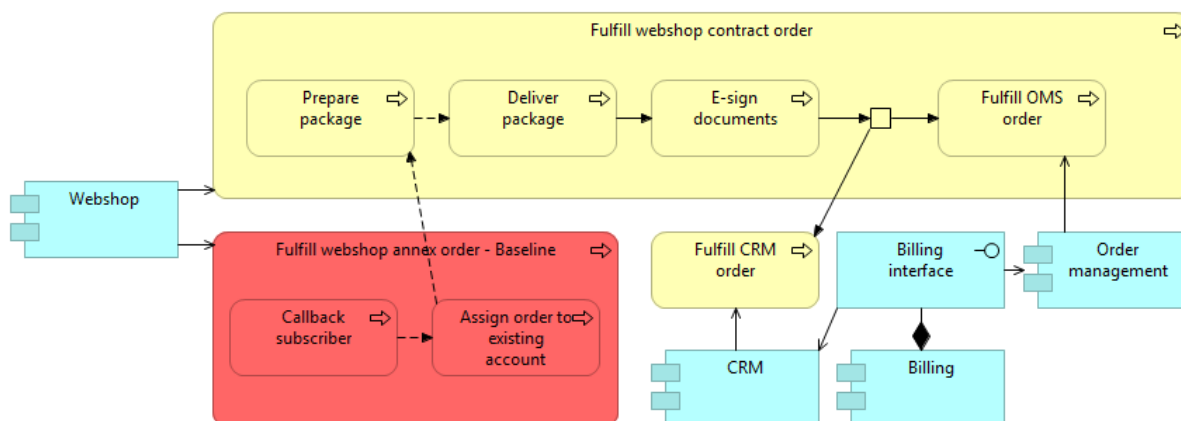 Fulfill webshop contract order
Prepare
package
Deliver
package
E-sign
documents
Fulfill OMS
order
Webshop
Fulfill webshop annex order - Baseline
Callback
subscriber
Assign order to
existing
account
Fulfill CRM
order
Billing
interface
Order
management
CRM
Billing